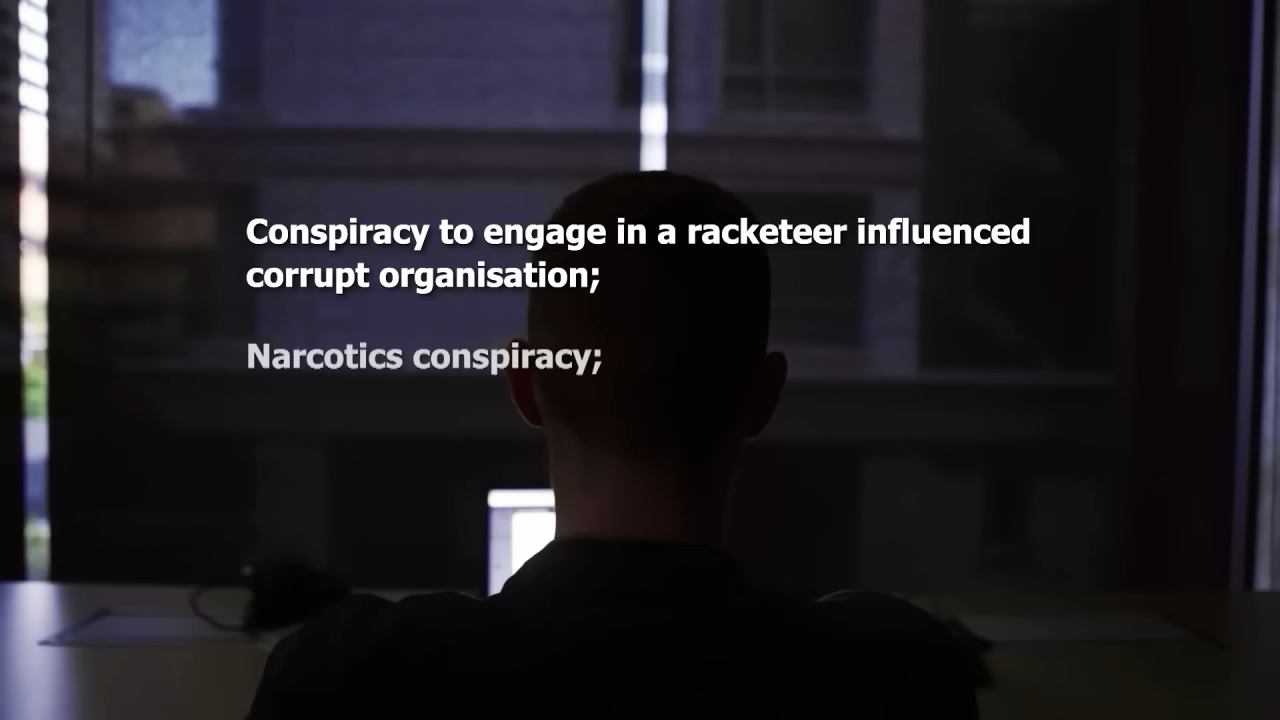 Conspiracy to engage in a racketeer influenced
corrupt organisation;
Narcotics conspiracy;